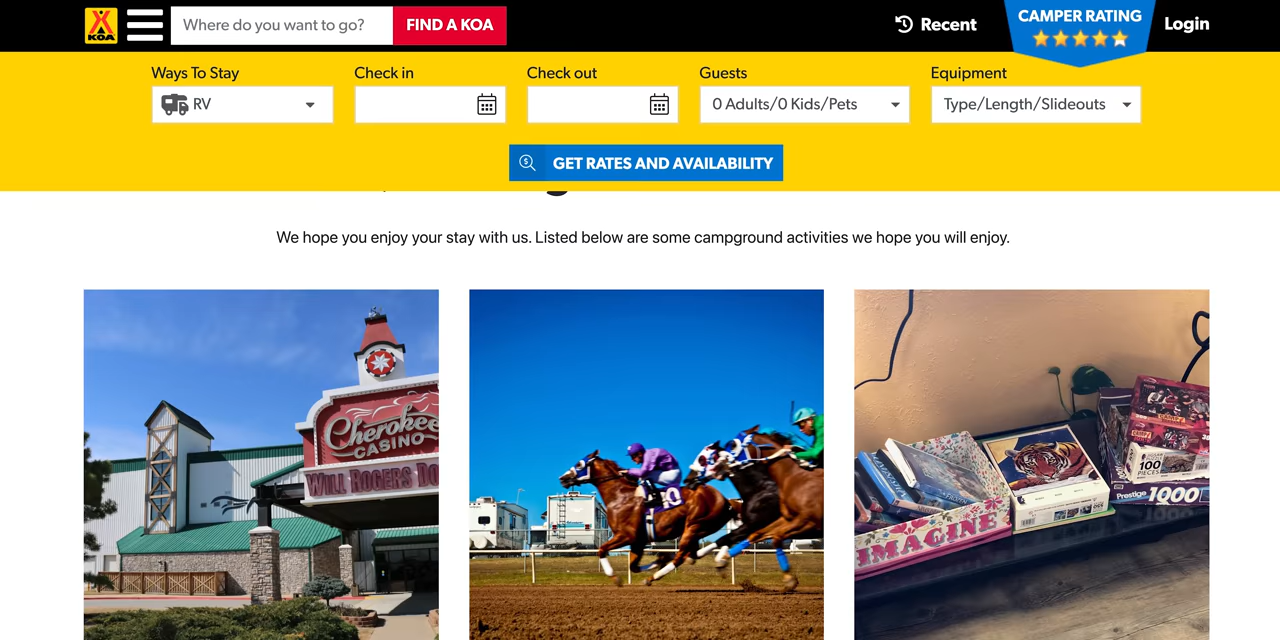 KOA
Where do you want to go?
FIND A KOA
Recent
CAMPER RATING
Login
Ways To Stay
Check in
Check out
Guests
Equipment
RV
0 Adults/0 Kids/Pets
Type/Length/Slideouts
$
GET RATES AND AVAILABILITY
We hope you enjoy your stay with us. Listed below are some campground activities we hope you will enjoy.
Cherokee
CASINO
WILL ROGERS DO
IMAGINE
100
PIECES
Prestige 1000